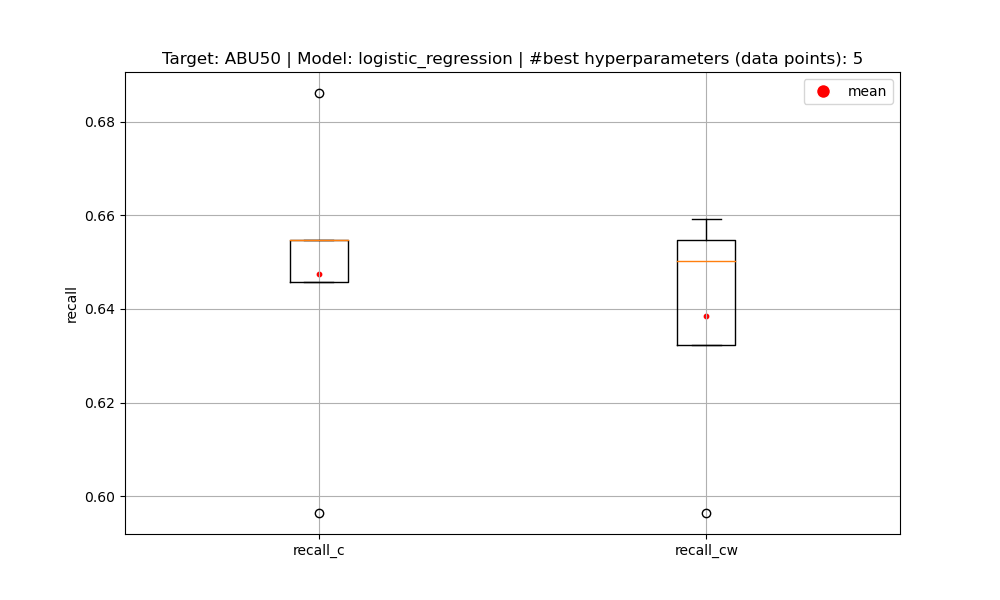 Target: ABU50 | Model: logistic_regression | #best hyperparameters (data points): 5
mean
0.68
0.66
0.64
0.62
0.60
recall
recall_c
recall_cw